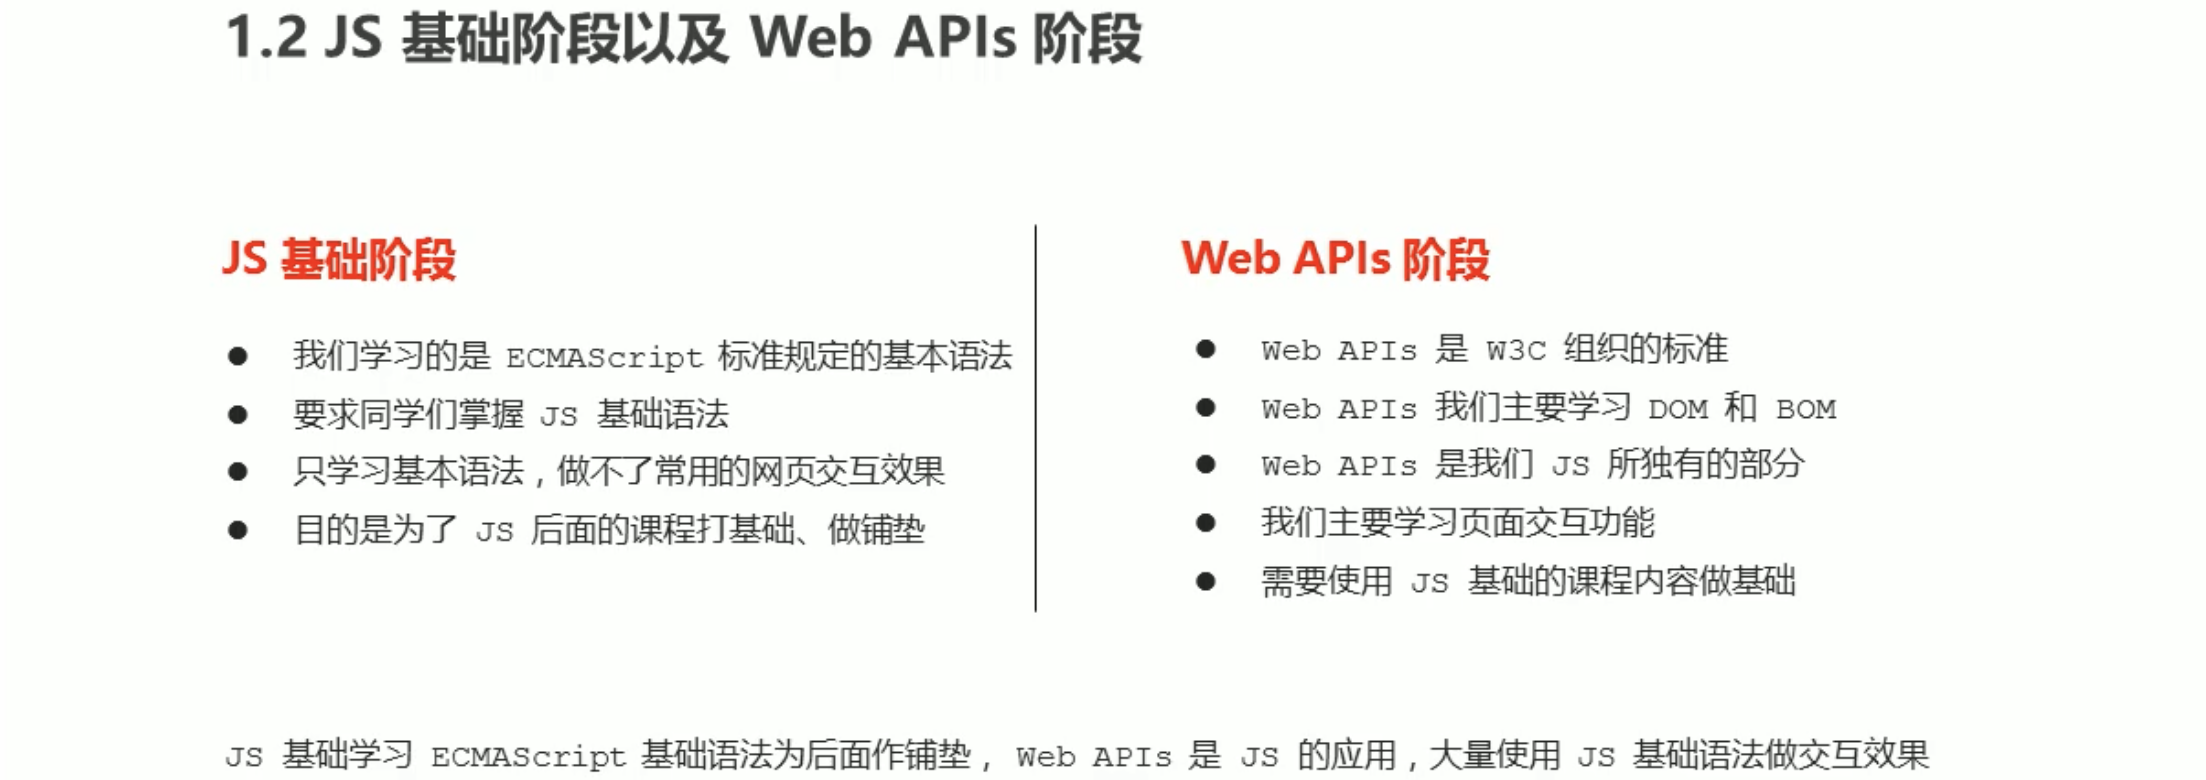 1.2 JS 基础阶段以及 Web APIs 阶段
JS 基础阶段
● 我们学习的是 ECMAScript 标准规定的基本语法
● 要求同学们掌握 JS 基础语法
● 只学习基本语法，做不了常用的网页交互效果
● 目的是为了 JS 后面的课程打基础、做铺垫
Web APIs 阶段
● Web APIs 是 W3C 组织的标准
● Web APIs 我们主要学习 DOM 和 BOM
● Web APIs 是我们 JS 所独有的部分
● 我们主要学习页面交互功能
● 需要使用 JS 基础的课程内容做基础
JS 基础学习 ECMAScript 基础语法为后面作铺垫，Web APIs 是 JS 的应用，大量使用 JS 基础语法做交互效果